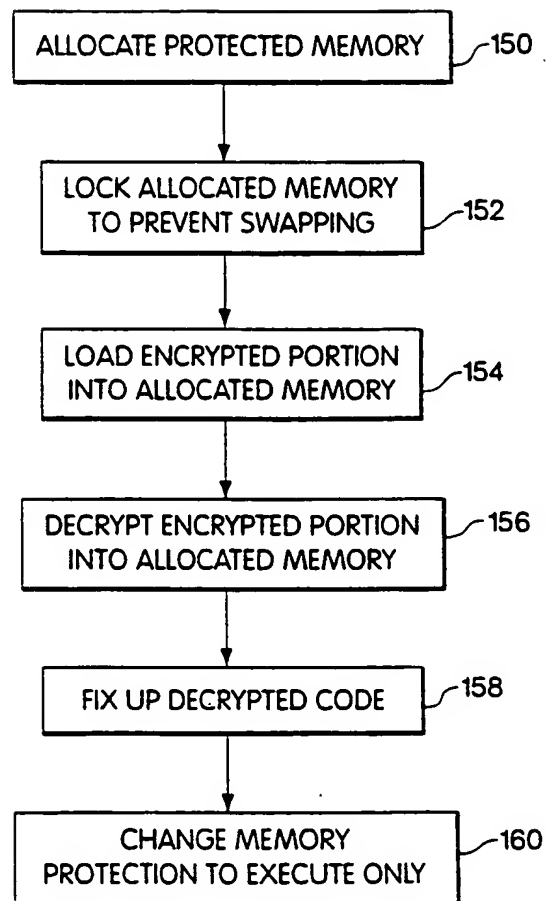 ALLOCATE PROTECTED MEMORY
150
LOCK ALLOCATED MEMORY
TO PREVENT SWAPPING
152
LOAD ENCRYPTED PORTION
INTO ALLOCATED MEMORY
154
DECRYPT ENCRYPTED PORTION
INTO ALLOCATED MEMORY
156
FIX UP DECRYPTED CODE
158
CHANGE MEMORY
PROTECTION TO EXECUTE ONLY
160